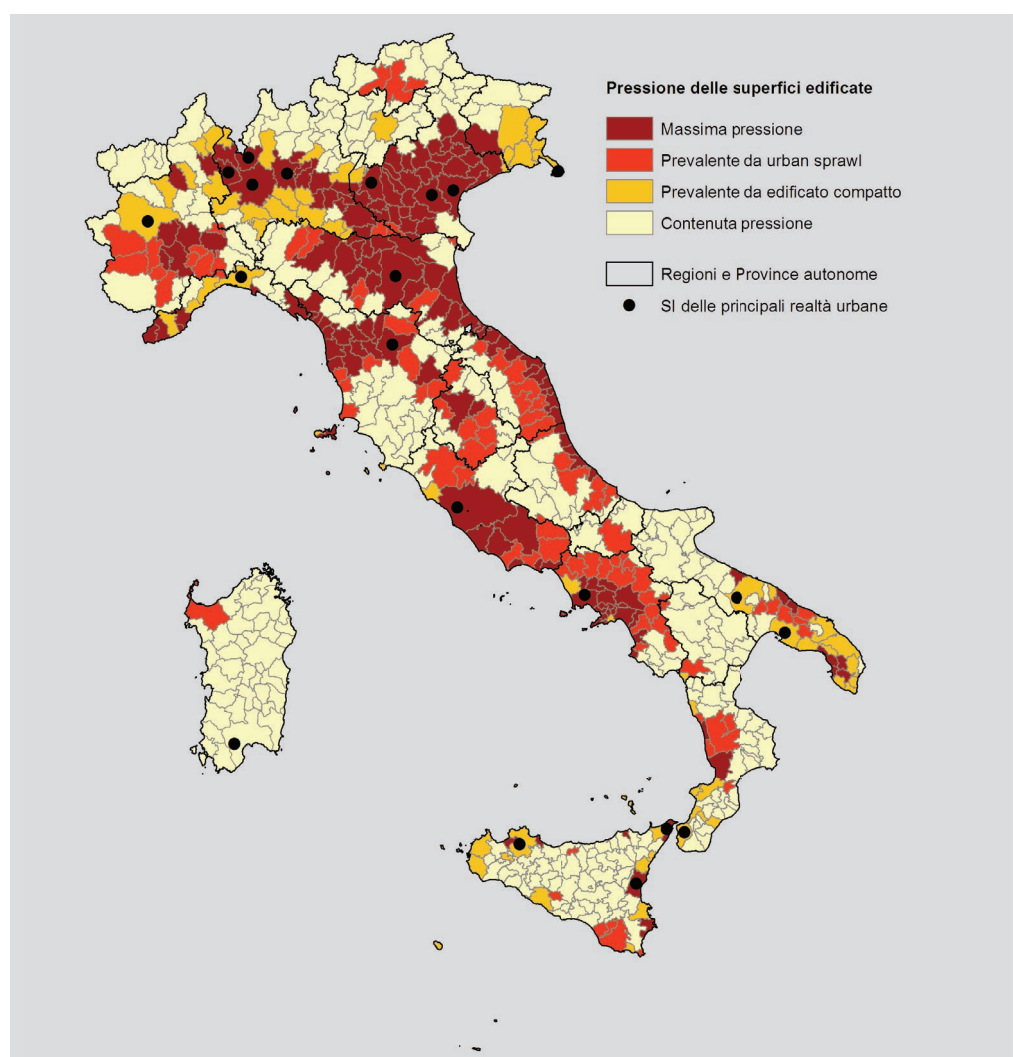 Pressione delle superfici edificate
Massima pressione
Prevalente da urban sprawl
Prevalente da edificato compatto
Contenuta pressione
Regioni e Province autonome
SI delle principali realtà urbane